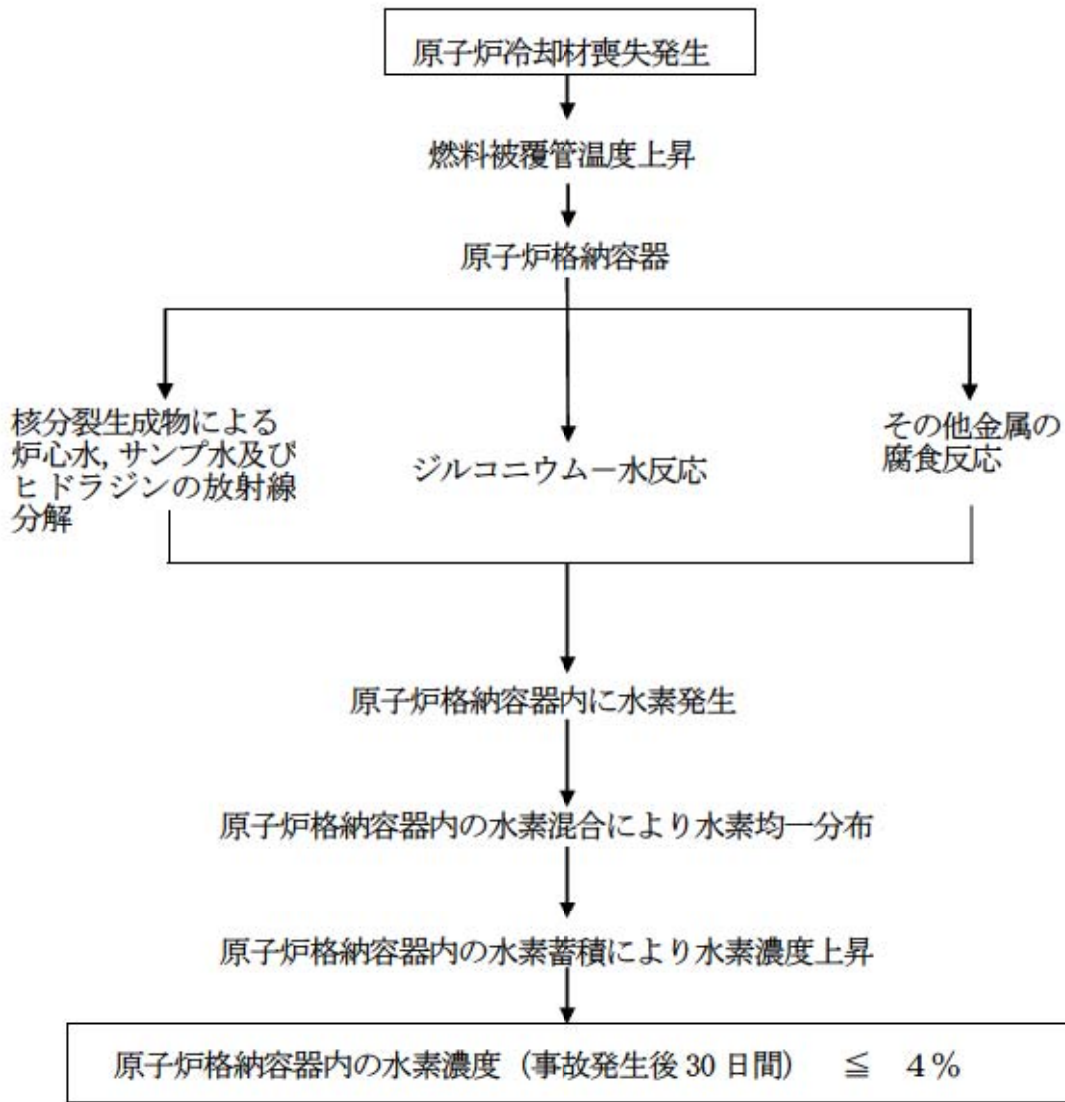 原子炉冷却材喪失発生
燃料被覆管温度上昇
原子炉格納容器
核分裂生成物による
炉心水, サンプ水及び
ヒドラジンの放射線
分解
ジルコニウム－水反応
その他金属の
腐食反応
原子炉格納容器内に水素発生
原子炉格納容器内の水素混合により水素均一分布
原子炉格納容器内の水素蓄積により水素濃度上昇
原子炉格納容器内の水素濃度（事故発生後 30 日間） ≦ 4％